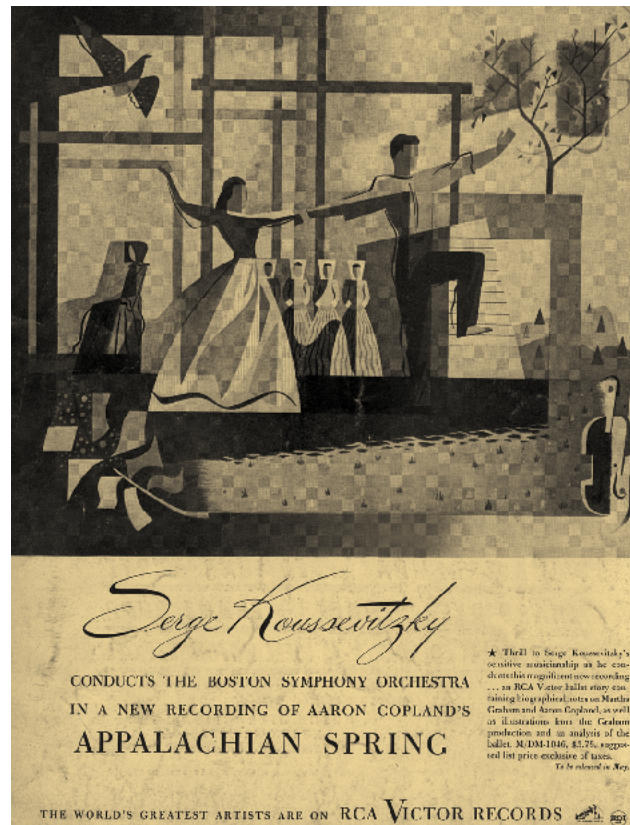 Serge Koussevitzky
CONDUCTS THE BOSTON SYMPHONY ORCHESTRA
IN A NEW RECORDING OF AARON COPLAND'S
APPALACHIAN SPRING
★ Thrill to Serge Koussevitzky's
sensitive musicianship as he con-
ducts this magnificent new recording
... an RCA Victor ballet story con-
taining biographical notes on Martha
Graham and Aaron Copland, as well
as illustrations from the Graham
production and an analysis of the
ballet. M/DM-1046, $3.75, sugges-
ted list price exclusive of taxes.
To be released in May.
THE WORLD'S GREATEST ARTISTS ARE ON RCA VICTOR RECORDS
RCA